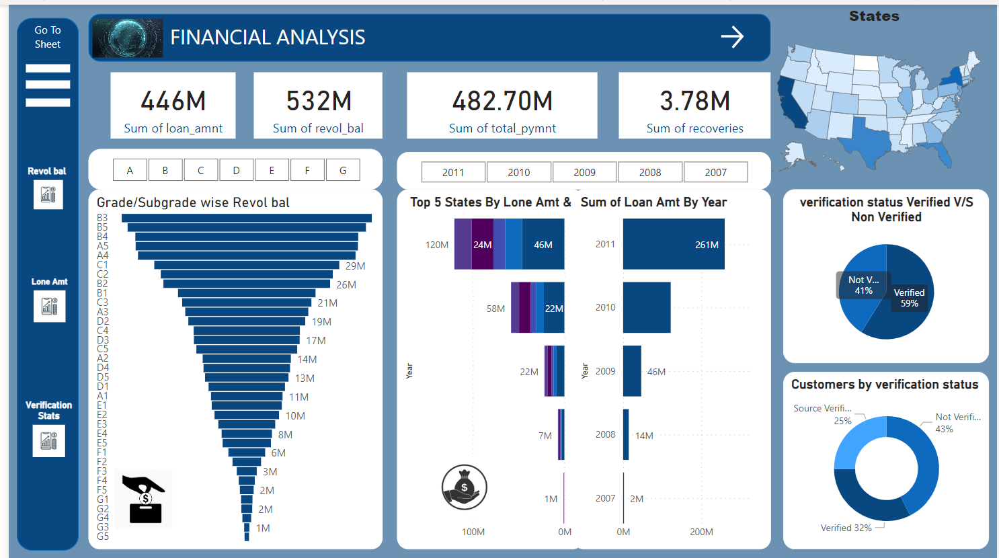 Go To
Sheet
FINANCIAL ANALYSIS
States
446M
Sum of loan_amnt
532M
Sum of revol_bal
482.70M
Sum of total_pymnt
3.78M
Sum of recoveries
Revol bal
Lone Amt
Verification
Stats
A B C D E F G
2011 2010 2009 2008 2007
Grade/Subgrade wise Revol bal
B3
B5
B4
A5
A4
C1 29M
C2
B2 26M
B1
C3 21M
A3
D2 19M
C4
D3 17M
C5
A2 14M
D4
D5 13M
D1
A1 11M
E1
E2 10M
E3
E4 8M
E5
F1 6M
F2
F3 3M
F4
F5 2M
G1
G2 2M
G4
G3 1M
G5
Top 5 States By Lone Amt &
120M 24M 46M
58M 22M
22M
7M
1M
Year
100M 0M
Sum of Loan Amt By Year
2011 261M
2010
2009 46M
2008 14M
2007 2M
Year
0M 200M
verification status Verified V/S
Non Verified
Not V...
41%
Verified
59%
Customers by verification status
Source Verifi...
25%
Not Verifi...
43%
Verified 32%